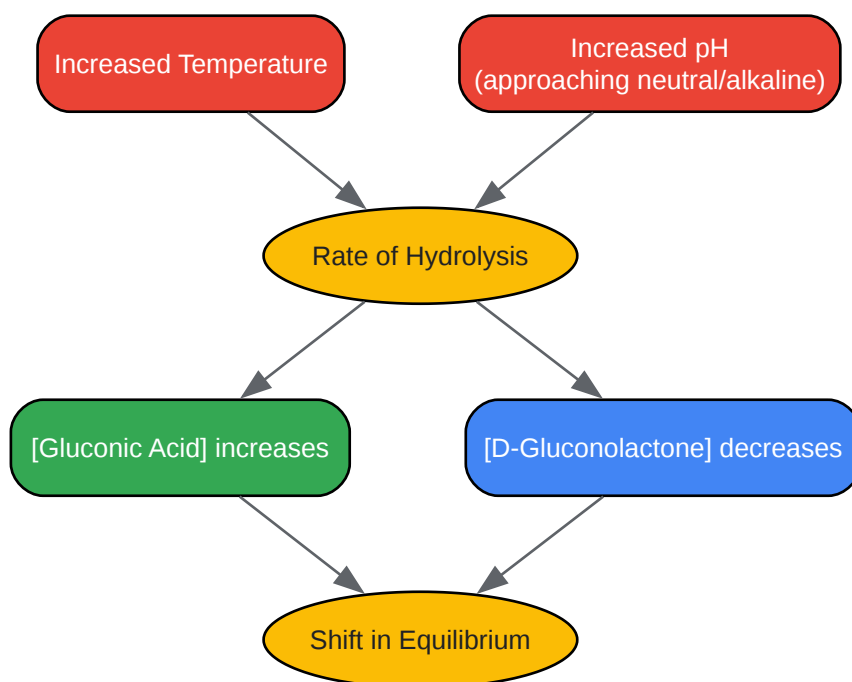 Increased Temperature
Increased pH
(approaching neutral/alkaline)
Rate of Hydrolysis
[Gluconic Acid] increases
[D-Gluconolactone] decreases
Shift in Equilibrium